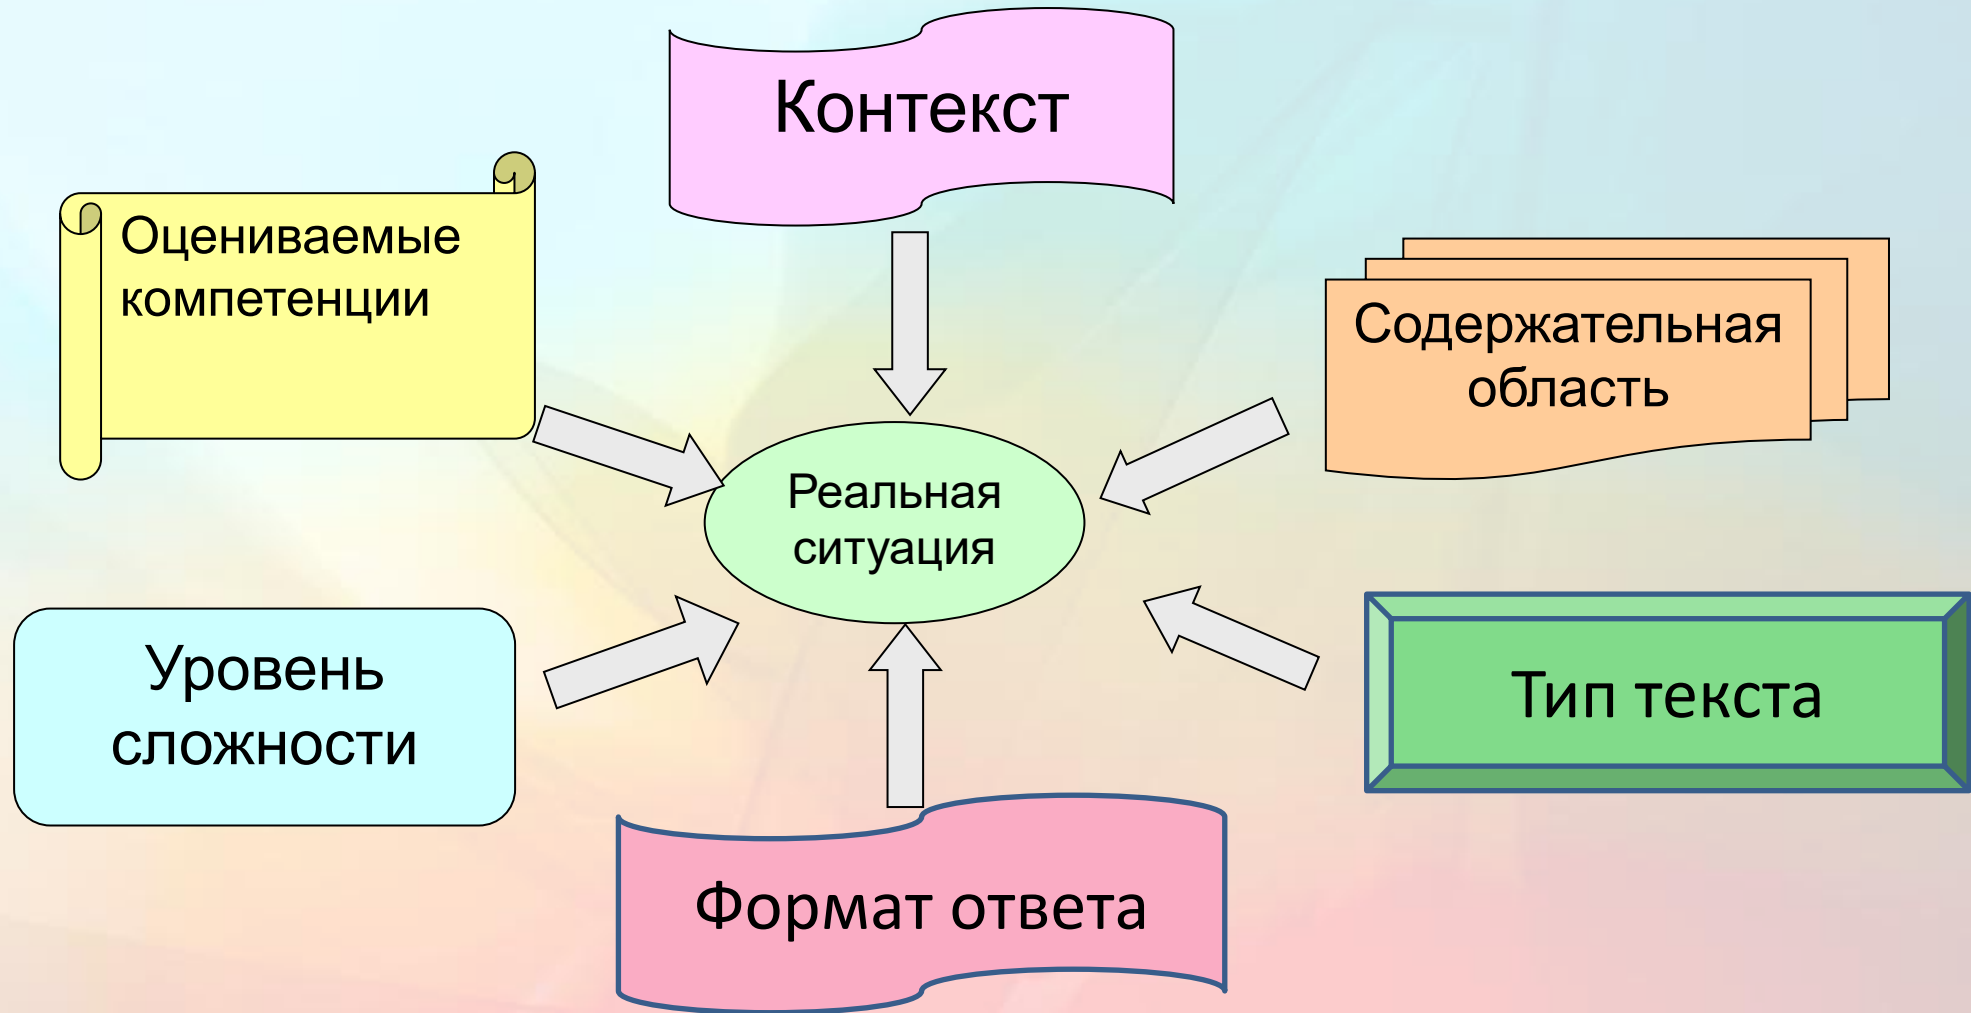 Контекст
Оцениваемые
компетенции
Содержательная
область
Реальная
ситуация
Уровень
сложности
Тип текста
Формат ответа